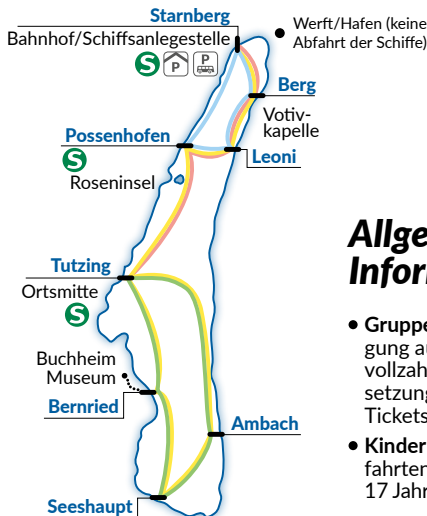 Starnberg
Bahnhof/Schiffsanlegestelle
S P P
Werft/Hafen (keine
Abfahrt der Schiffe)
Berg
Votiv-
kapelle
Possenhofen
S
Leoni
Roseninsel
Tutzing
Ortsmitte
S
Buchheim
Museum
Bernried
Ambach
Seeshaupt
Allge
Infor
• Gruppe
gung au
vollzah
setzung
Tickets
• Kinder
fahrten
17 Jahr